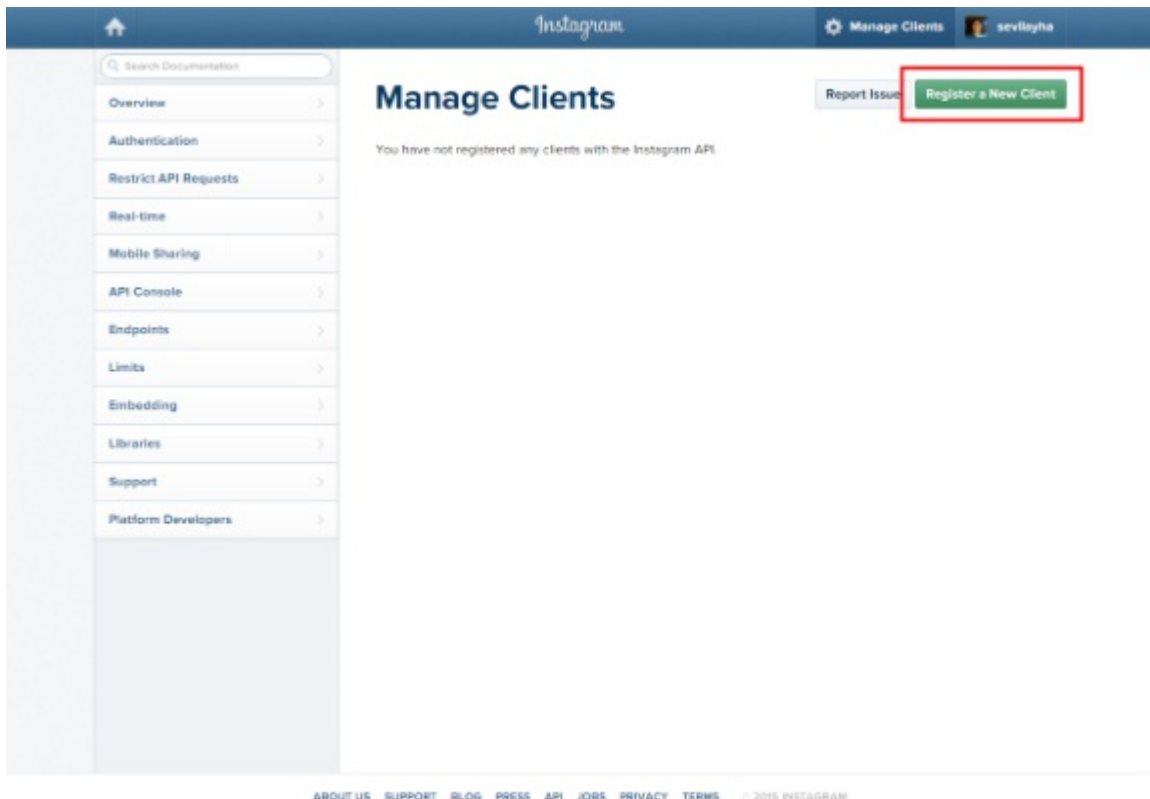 Instagram
Manage Clients
sevilayha
Search Documentation
Overview
Authentication
Restrict API Requests
Real-time
Mobile Sharing
API Console
Endpoints
Limits
Embedding
Libraries
Support
Platform Developers
Manage Clients
Report Issue
Register a New Client
You have not registered any clients with the Instagram API.
ABOUT US SUPPORT BLOG PRESS API JOBS PRIVACY TERMS © 2015 INSTAGRAM